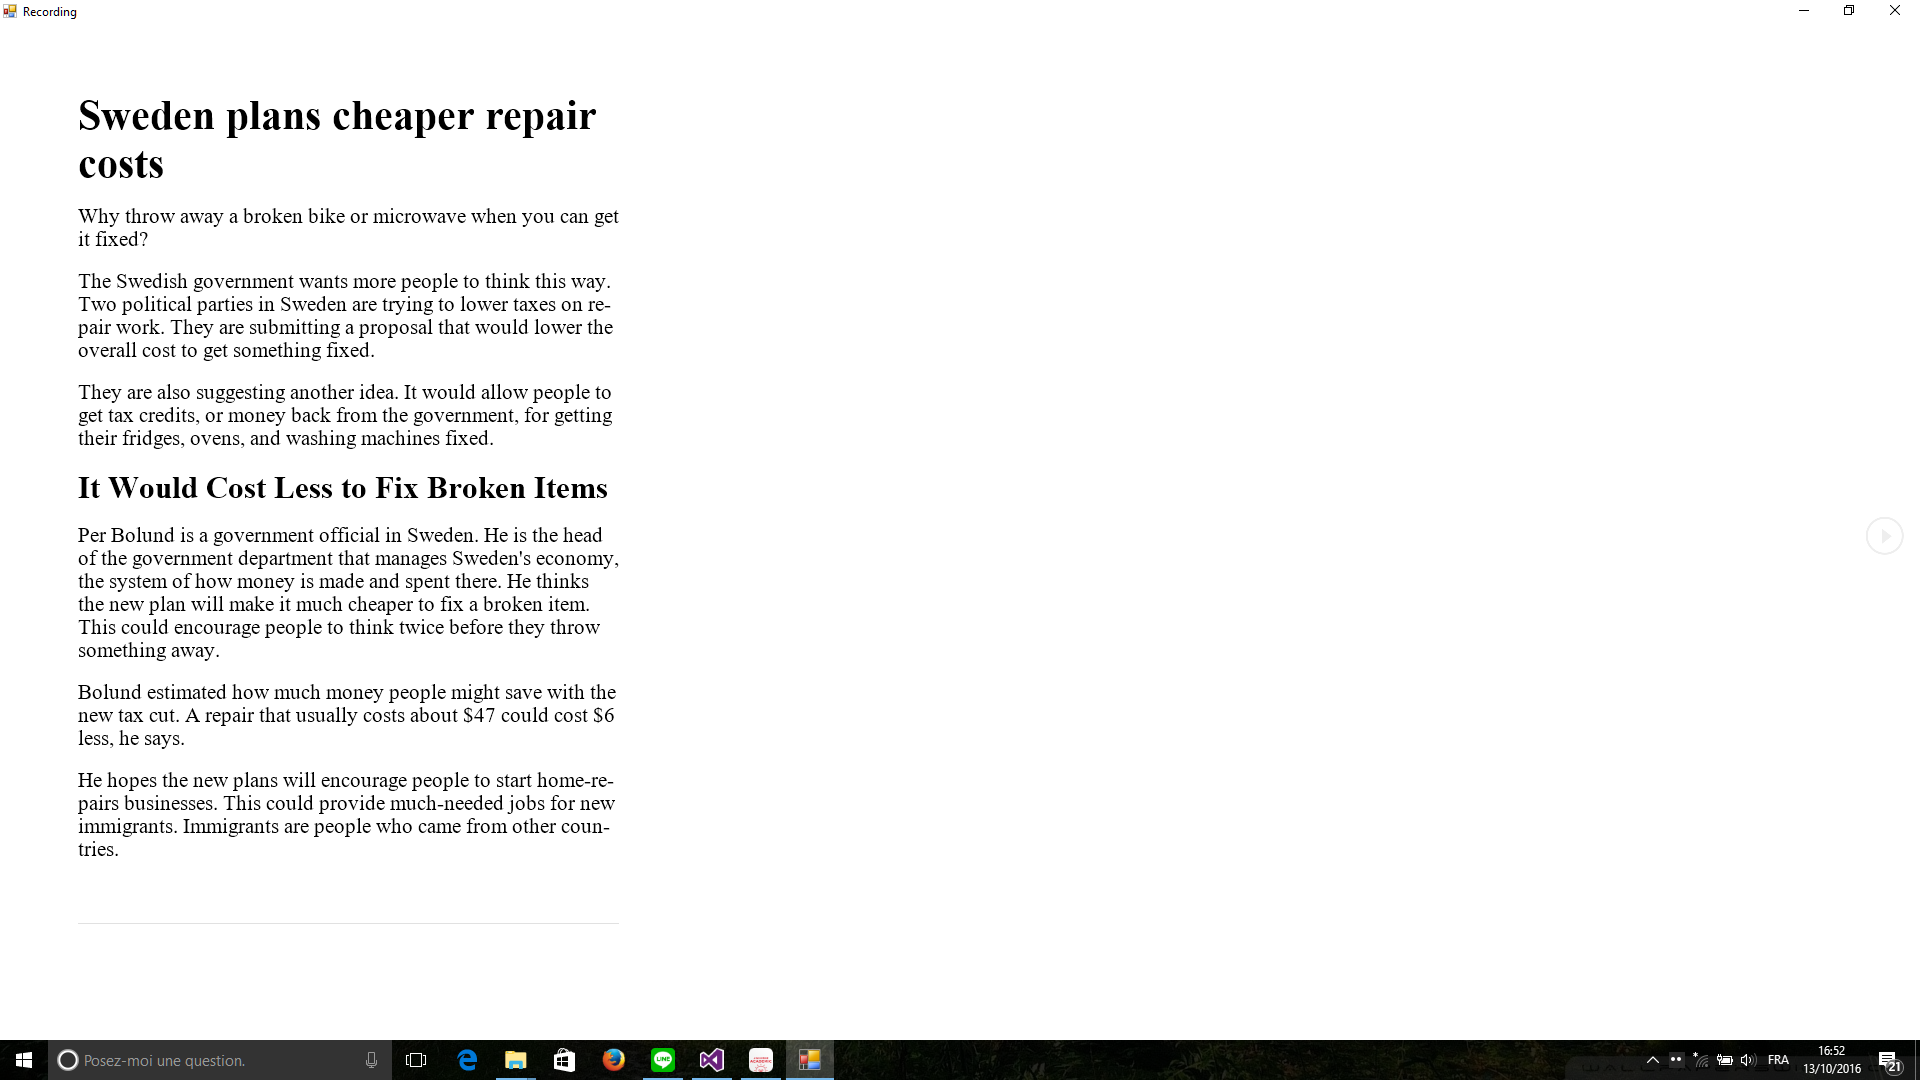 Recording
Sweden plans cheaper repair
costs
Why throw away a broken bike or microwave when you can get
it fixed?
The Swedish government wants more people to think this way.
Two political parties in Sweden are trying to lower taxes on re-
pair work. They are submitting a proposal that would lower the
overall cost to get something fixed.
They are also suggesting another idea. It would allow people to
get tax credits, or money back from the government, for getting
their fridges, ovens, and washing machines fixed.
It Would Cost Less to Fix Broken Items
Per Bolund is a government official in Sweden. He is the head
of the government department that manages Sweden's economy,
the system of how money is made and spent there. He thinks
the new plan will make it much cheaper to fix a broken item.
This could encourage people to think twice before they throw
something away.
Bolund estimated how much money people might save with the
new tax cut. A repair that usually costs about $47 could cost $6
less, he says.
He hopes the new plans will encourage people to start home-re-
pairs businesses. This could provide much-needed jobs for new
immigrants. Immigrants are people who came from other coun-
tries.
Posez-moi une question.
LINE
ACADEMIC
FRA
16:52
13/10/2016
21